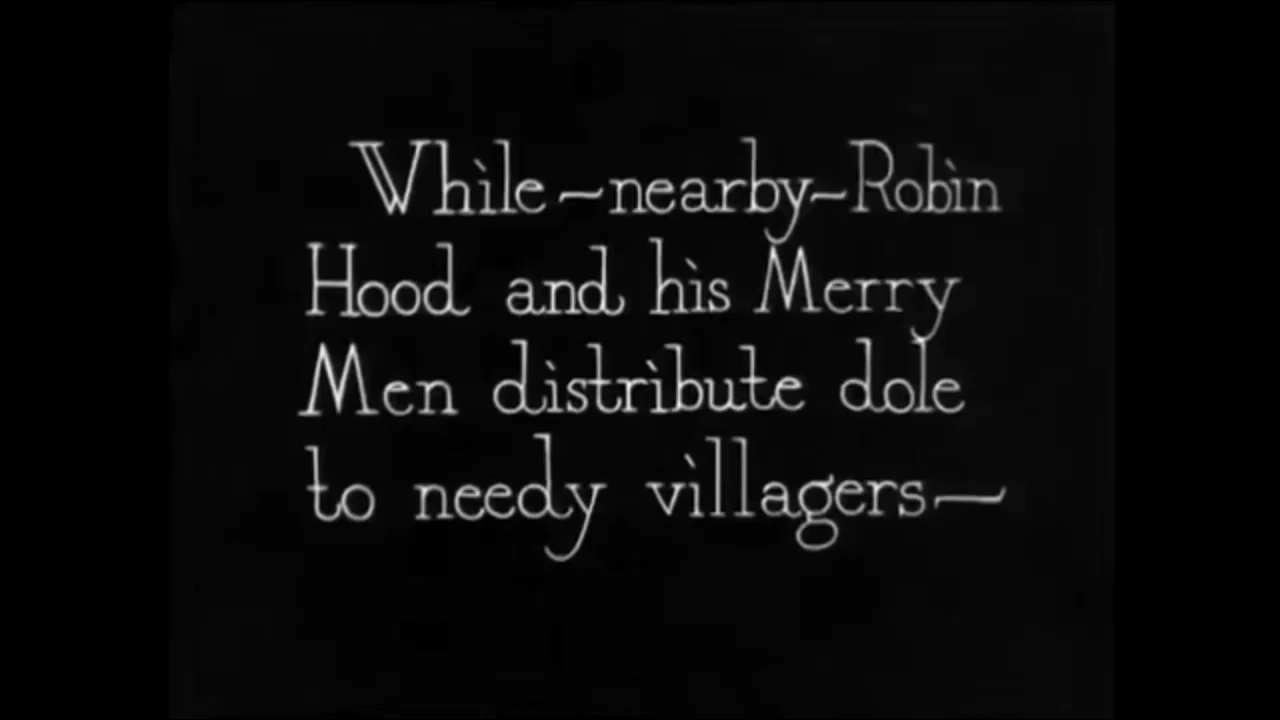 While—nearby—Robin
Hood and his Merry
Men distribute dole
to needy villagers—